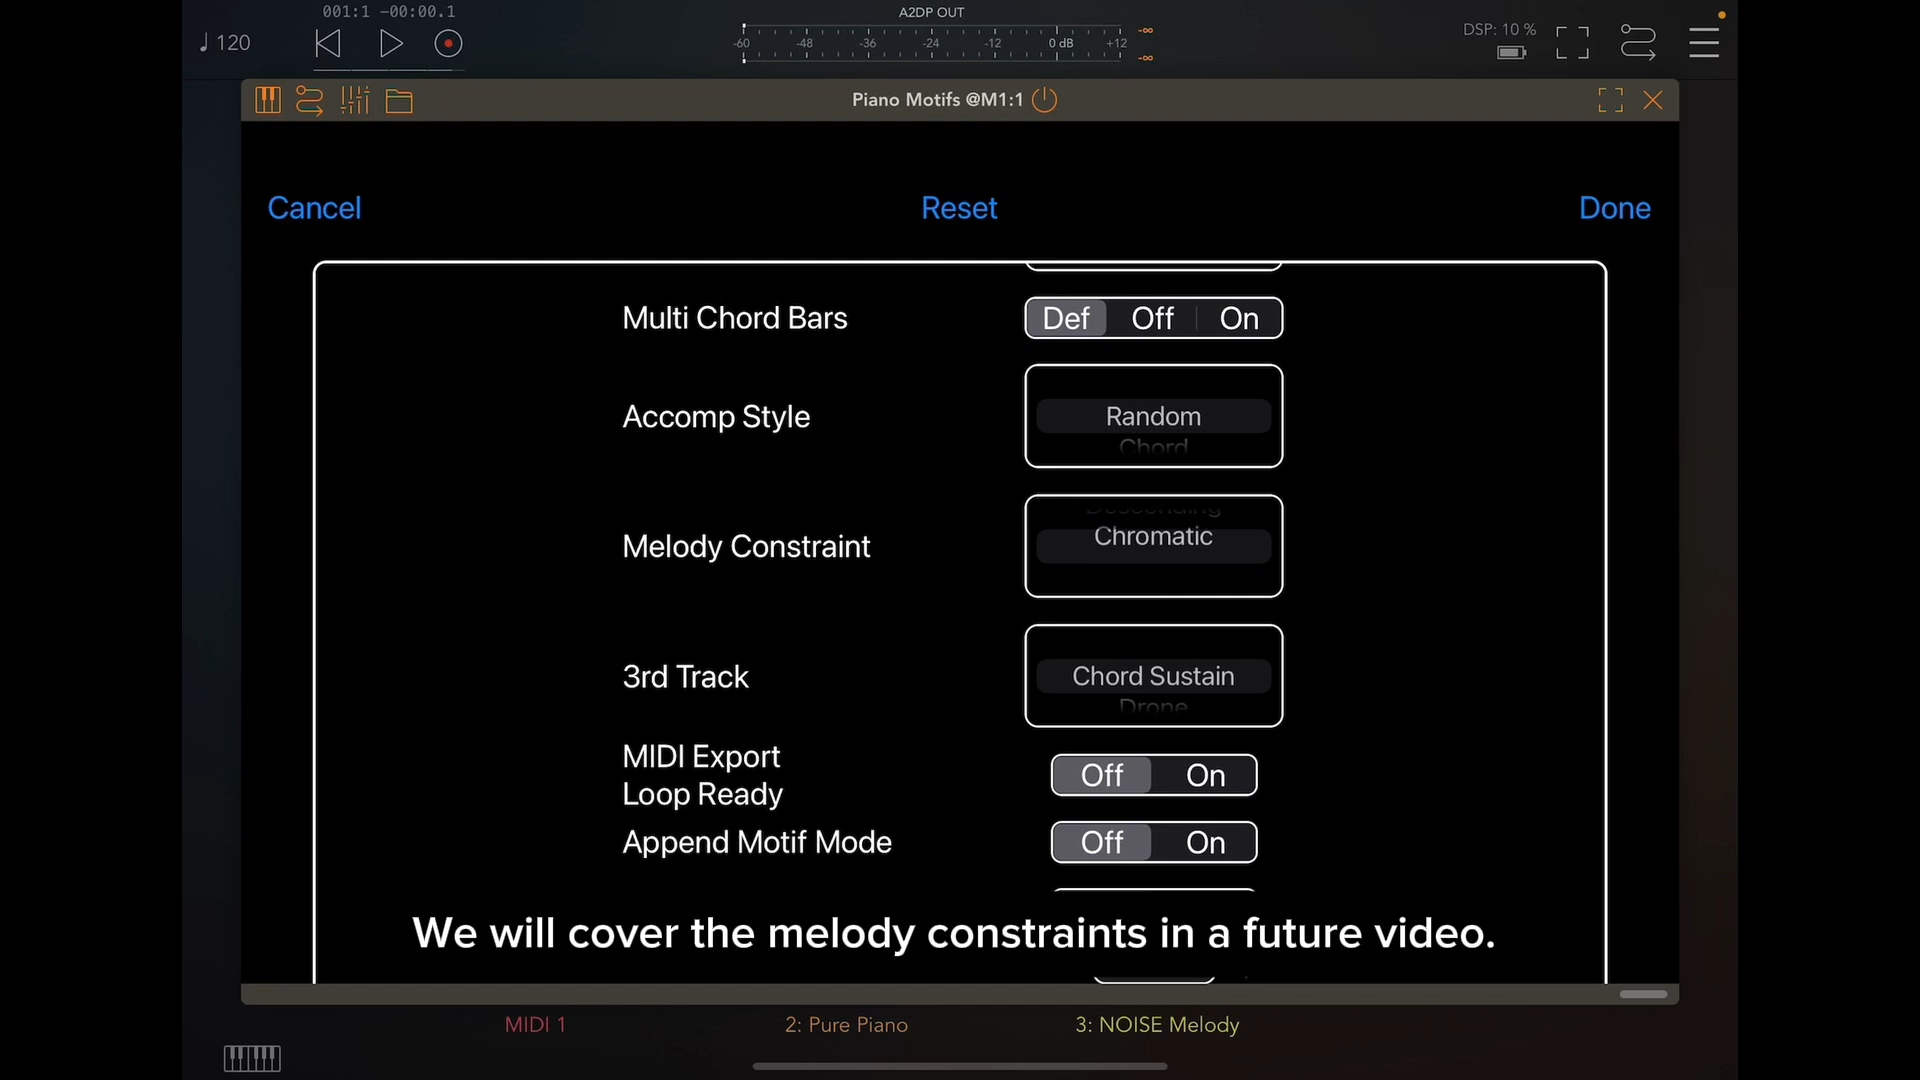 001:1 -00:00.1
A2DP OUT
♩ 120
-60 -48 -36 -24 -12 0 dB +12
-∞
-∞
DSP: 10 %
Piano Motifs @M1:1
Cancel Reset Done
Multi Chord Bars Def Off On
Accomp Style Random
Chord
Descending
Melody Constraint Chromatic
3rd Track Chord Sustain
Drone
MIDI Export
Loop Ready Off On
Append Motif Mode Off On
We will cover the melody constraints in a future video.
MIDI 1 2: Pure Piano 3: NOISE Melody